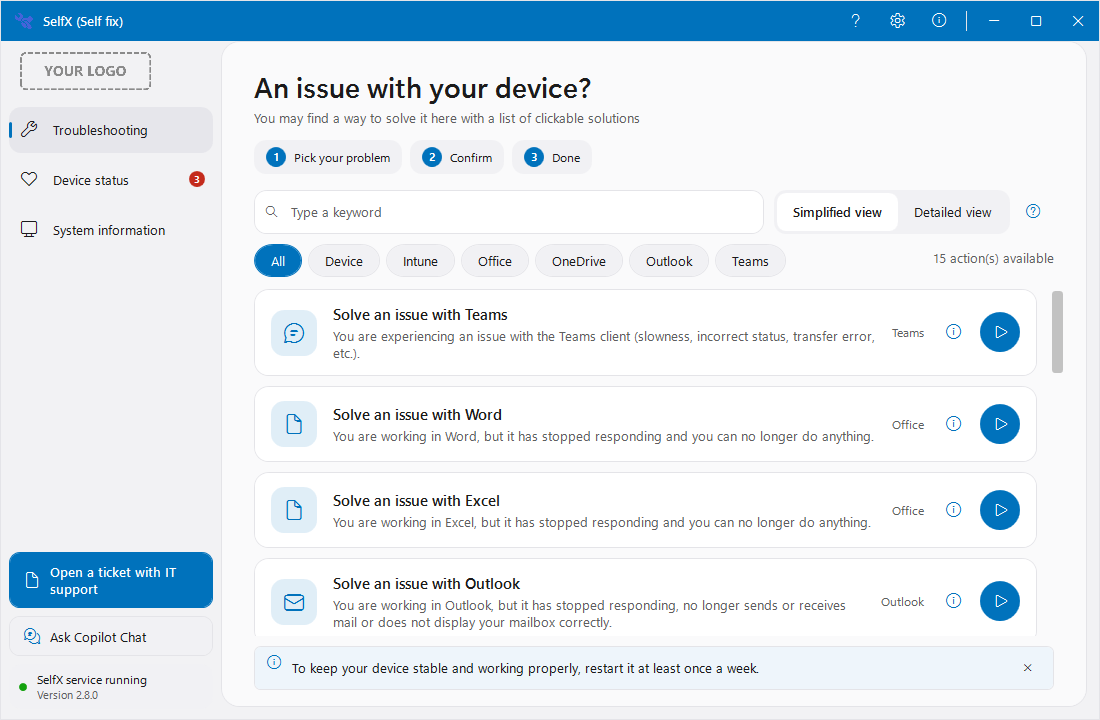 SelfX (Self fix)
YOUR LOGO
Troubleshooting
Device status
3
System information
Open a ticket with IT
support
Ask Copilot Chat
SelfX service running
Version 2.8.0
An issue with your device?
You may find a way to solve it here with a list of clickable solutions
1 Pick your problem 2 Confirm 3 Done
Type a keyword
Simplified view Detailed view
All Device Intune Office OneDrive Outlook Teams
15 action(s) available
Solve an issue with Teams
You are experiencing an issue with the Teams client (slowness, incorrect status, transfer error,
etc.).
Teams
Solve an issue with Word
You are working in Word, but it has stopped responding and you can no longer do anything.
Office
Solve an issue with Excel
You are working in Excel, but it has stopped responding and you can no longer do anything.
Office
Solve an issue with Outlook
You are working in Outlook, but it has stopped responding, no longer sends or receives
mail or does not display your mailbox correctly.
Outlook
To keep your device stable and working properly, restart it at least once a week.